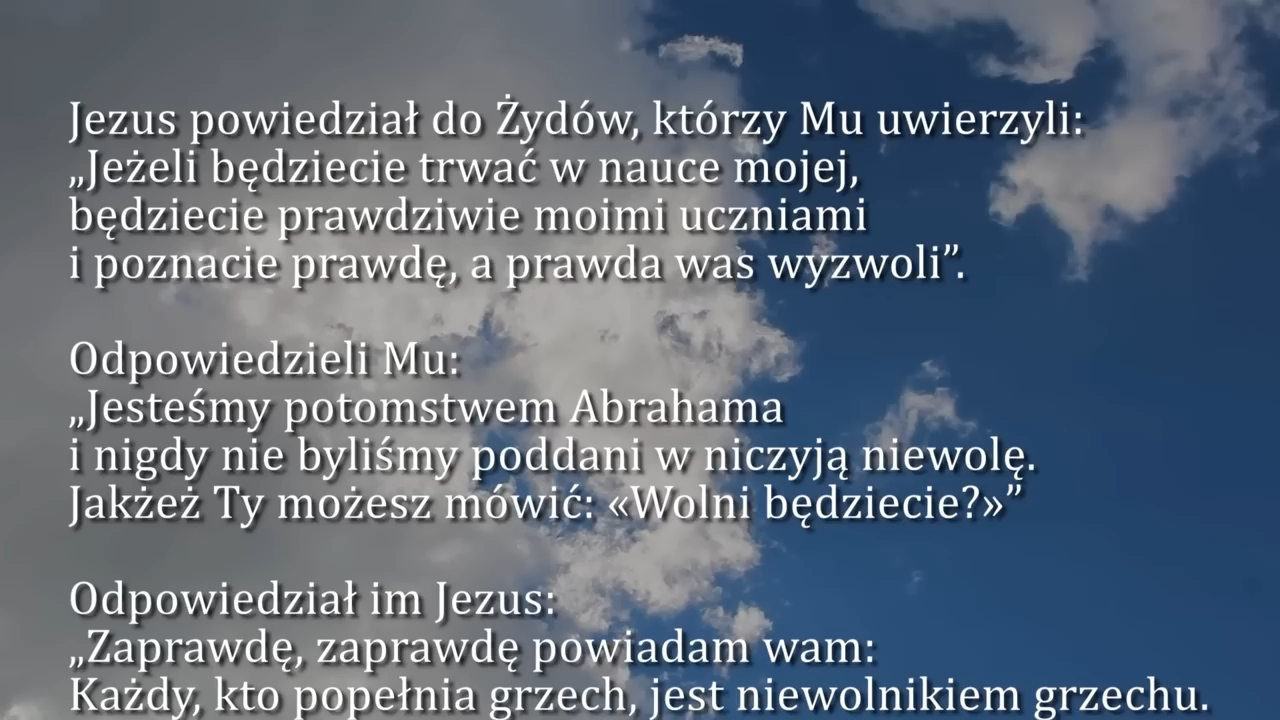 Jezus powiedział do Żydów, którzy Mu uwierzyli:
„Jeżeli będziecie trwać w nauce mojej,
będziecie prawdziwie moimi uczniami
i poznacie prawdę, a prawda was wyzwoli”.
Odpowiedzieli Mu:
„Jesteśmy potomstwem Abrahama
i nigdy nie byliśmy poddani w niczyją niewolę.
Jakżeż Ty możesz mówić: «Wolni będziecie?»”
Odpowiedział im Jezus:
„Zaprawdę, zaprawdę powiadam wam:
Każdy, kto popełnia grzech, jest niewolnikiem grzechu.